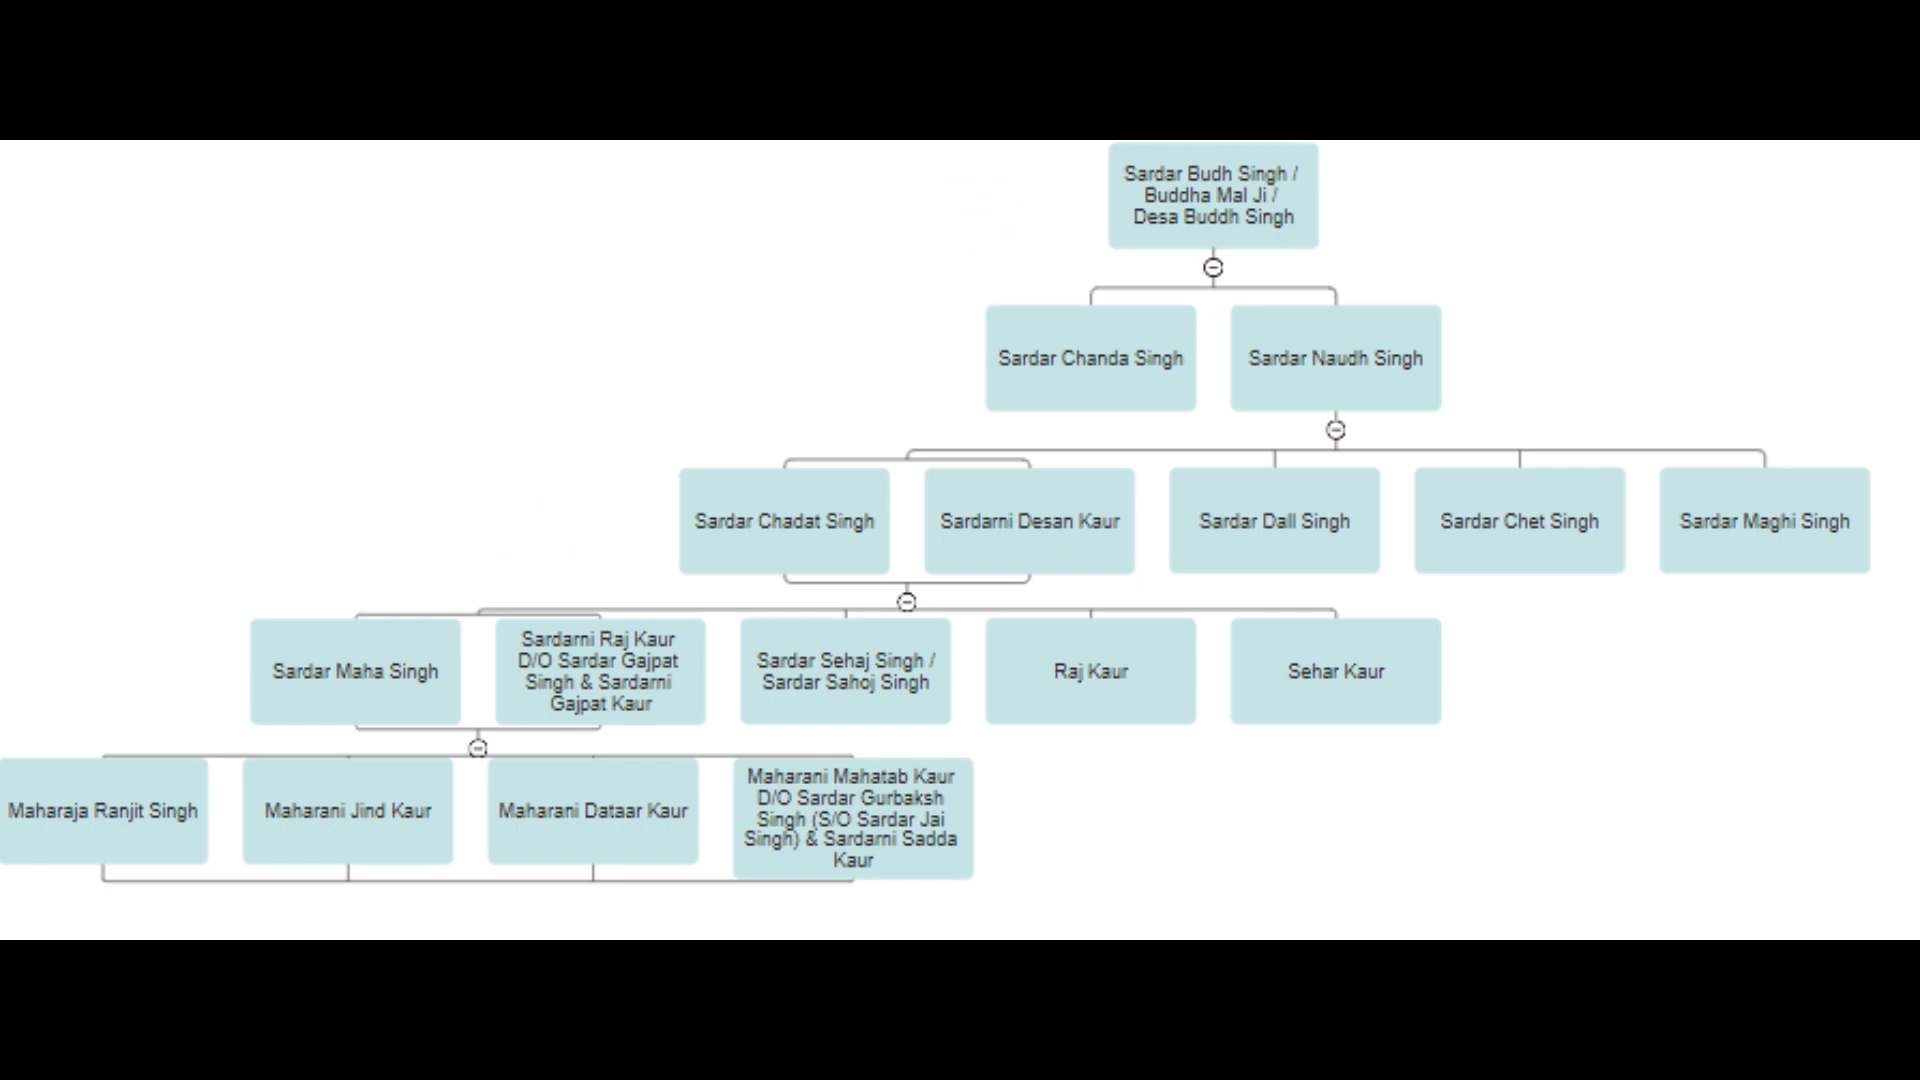 Sardar Budh Singh /
Buddha Mal Ji /
Desa Buddh Singh
Sardar Chanda Singh
Sardar Naudh Singh
Sardar Chadat Singh
Sardarni Desan Kaur
Sardar Dall Singh
Sardar Chet Singh
Sardar Maghi Singh
Sardar Maha Singh
Sardarni Raj Kaur
D/O Sardar Gajpat
Singh & Sardarni
Gajpat Kaur
Sardar Sehaj Singh /
Sardar Sahoj Singh
Raj Kaur
Sehar Kaur
Maharaja Ranjit Singh
Maharani Jind Kaur
Maharani Dataar Kaur
Maharani Mahatab Kaur
D/O Sardar Gurbaksh
Singh (S/O Sardar Jai
Singh) & Sardarni Sadda
Kaur